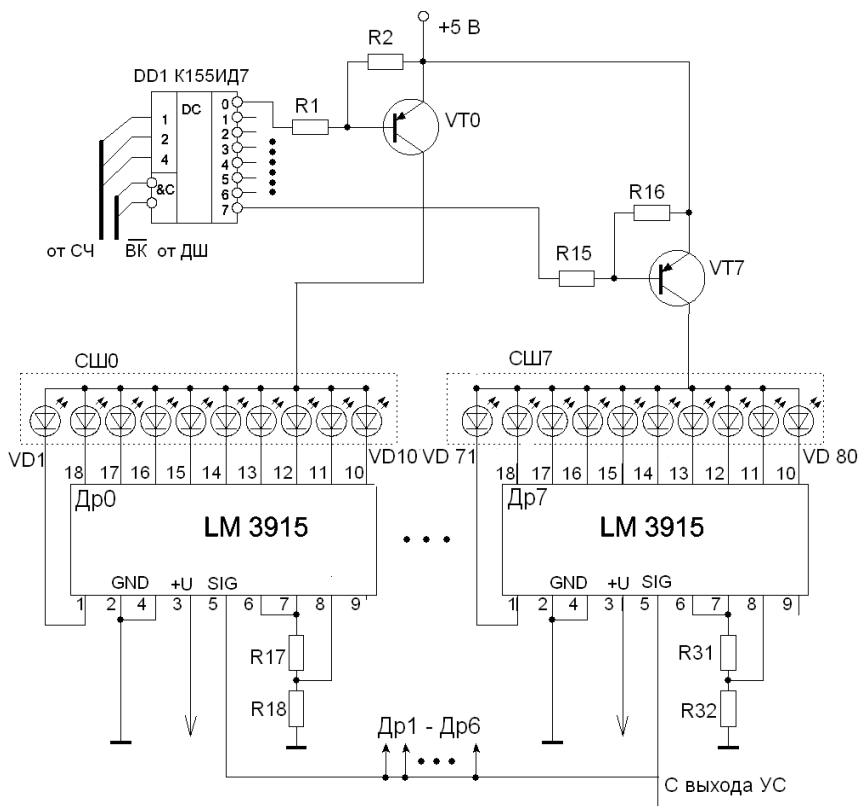 +5 В
R2
DD1 К155ИД7
DC
0
1
2
3
4
5
6
7
1
2
4
&C
R1
VT0
от СЧ
ВК от ДШ
R16
R15
VT7
СШ0
СШ7
VD1
VD10
VD 71
VD 80
18 17 16 15 14 13 12 11 10
18 17 16 15 14 13 12 11 10
Др0
LM 3915
Др7
LM 3915
GND +U SIG
GND +U SIG
1 2 4 3 5 6 7 8 9
1 2 4 3 5 6 7 8 9
R17
R18
R31
R32
Др1 - Др6
С выхода УС